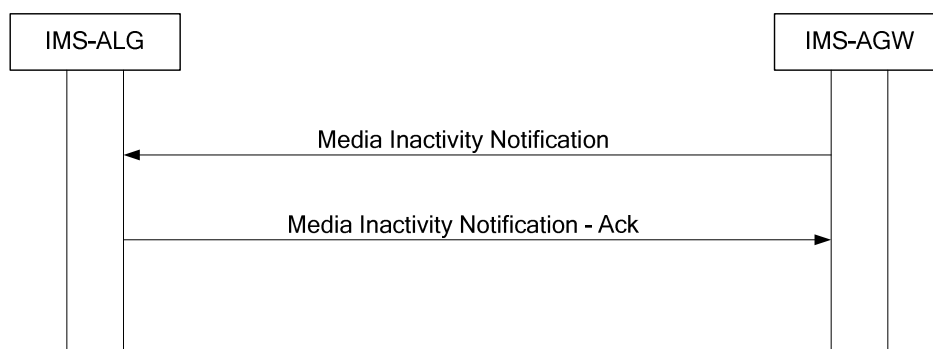 IMS-ALG
IMS-AGW
Media Inactivity Notification
Media Inactivity Notification - Ack